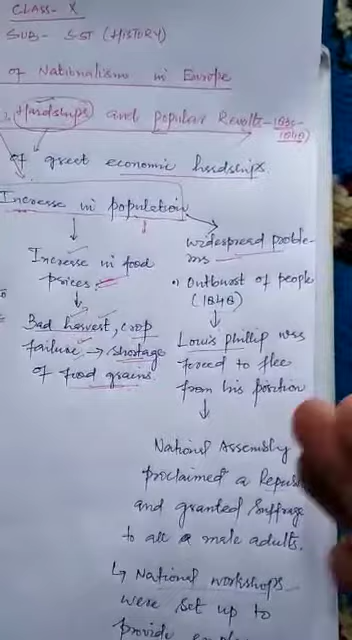 CLASS- X
SUB- SST (HISTORY)
of Nationalism in Europe
Hardships and popular Revolts - 1830-1848)
of greet economic hardships.
Increase in population
Increase in food
prices.
Bad harvest, crop
failure → shortage
of food grains.
widespread proble-
ms
Outburst of people
(1848)
Louis phillip was
forced to flee
from his position
National Assembly
proclaimed a
and granted suffrage
to all a male adults.
↳ National workshops
were set up to
provide